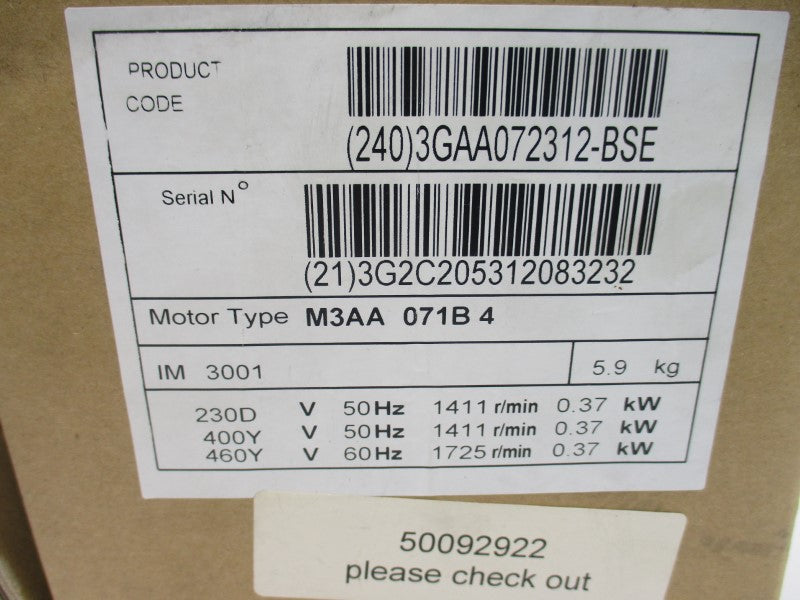 PRODUCT
CODE
(240)3GAA072312-BSE
Serial N°
(21)3G2C205312083232
Motor Type M3AA 071B 4
IM 3001 5.9 kg
230D V 50Hz 1411 r/min 0.37 kW
400Y V 50Hz 1411 r/min 0.37 kW
460Y V 60Hz 1725 r/min 0.37 kW
50092922
please check out